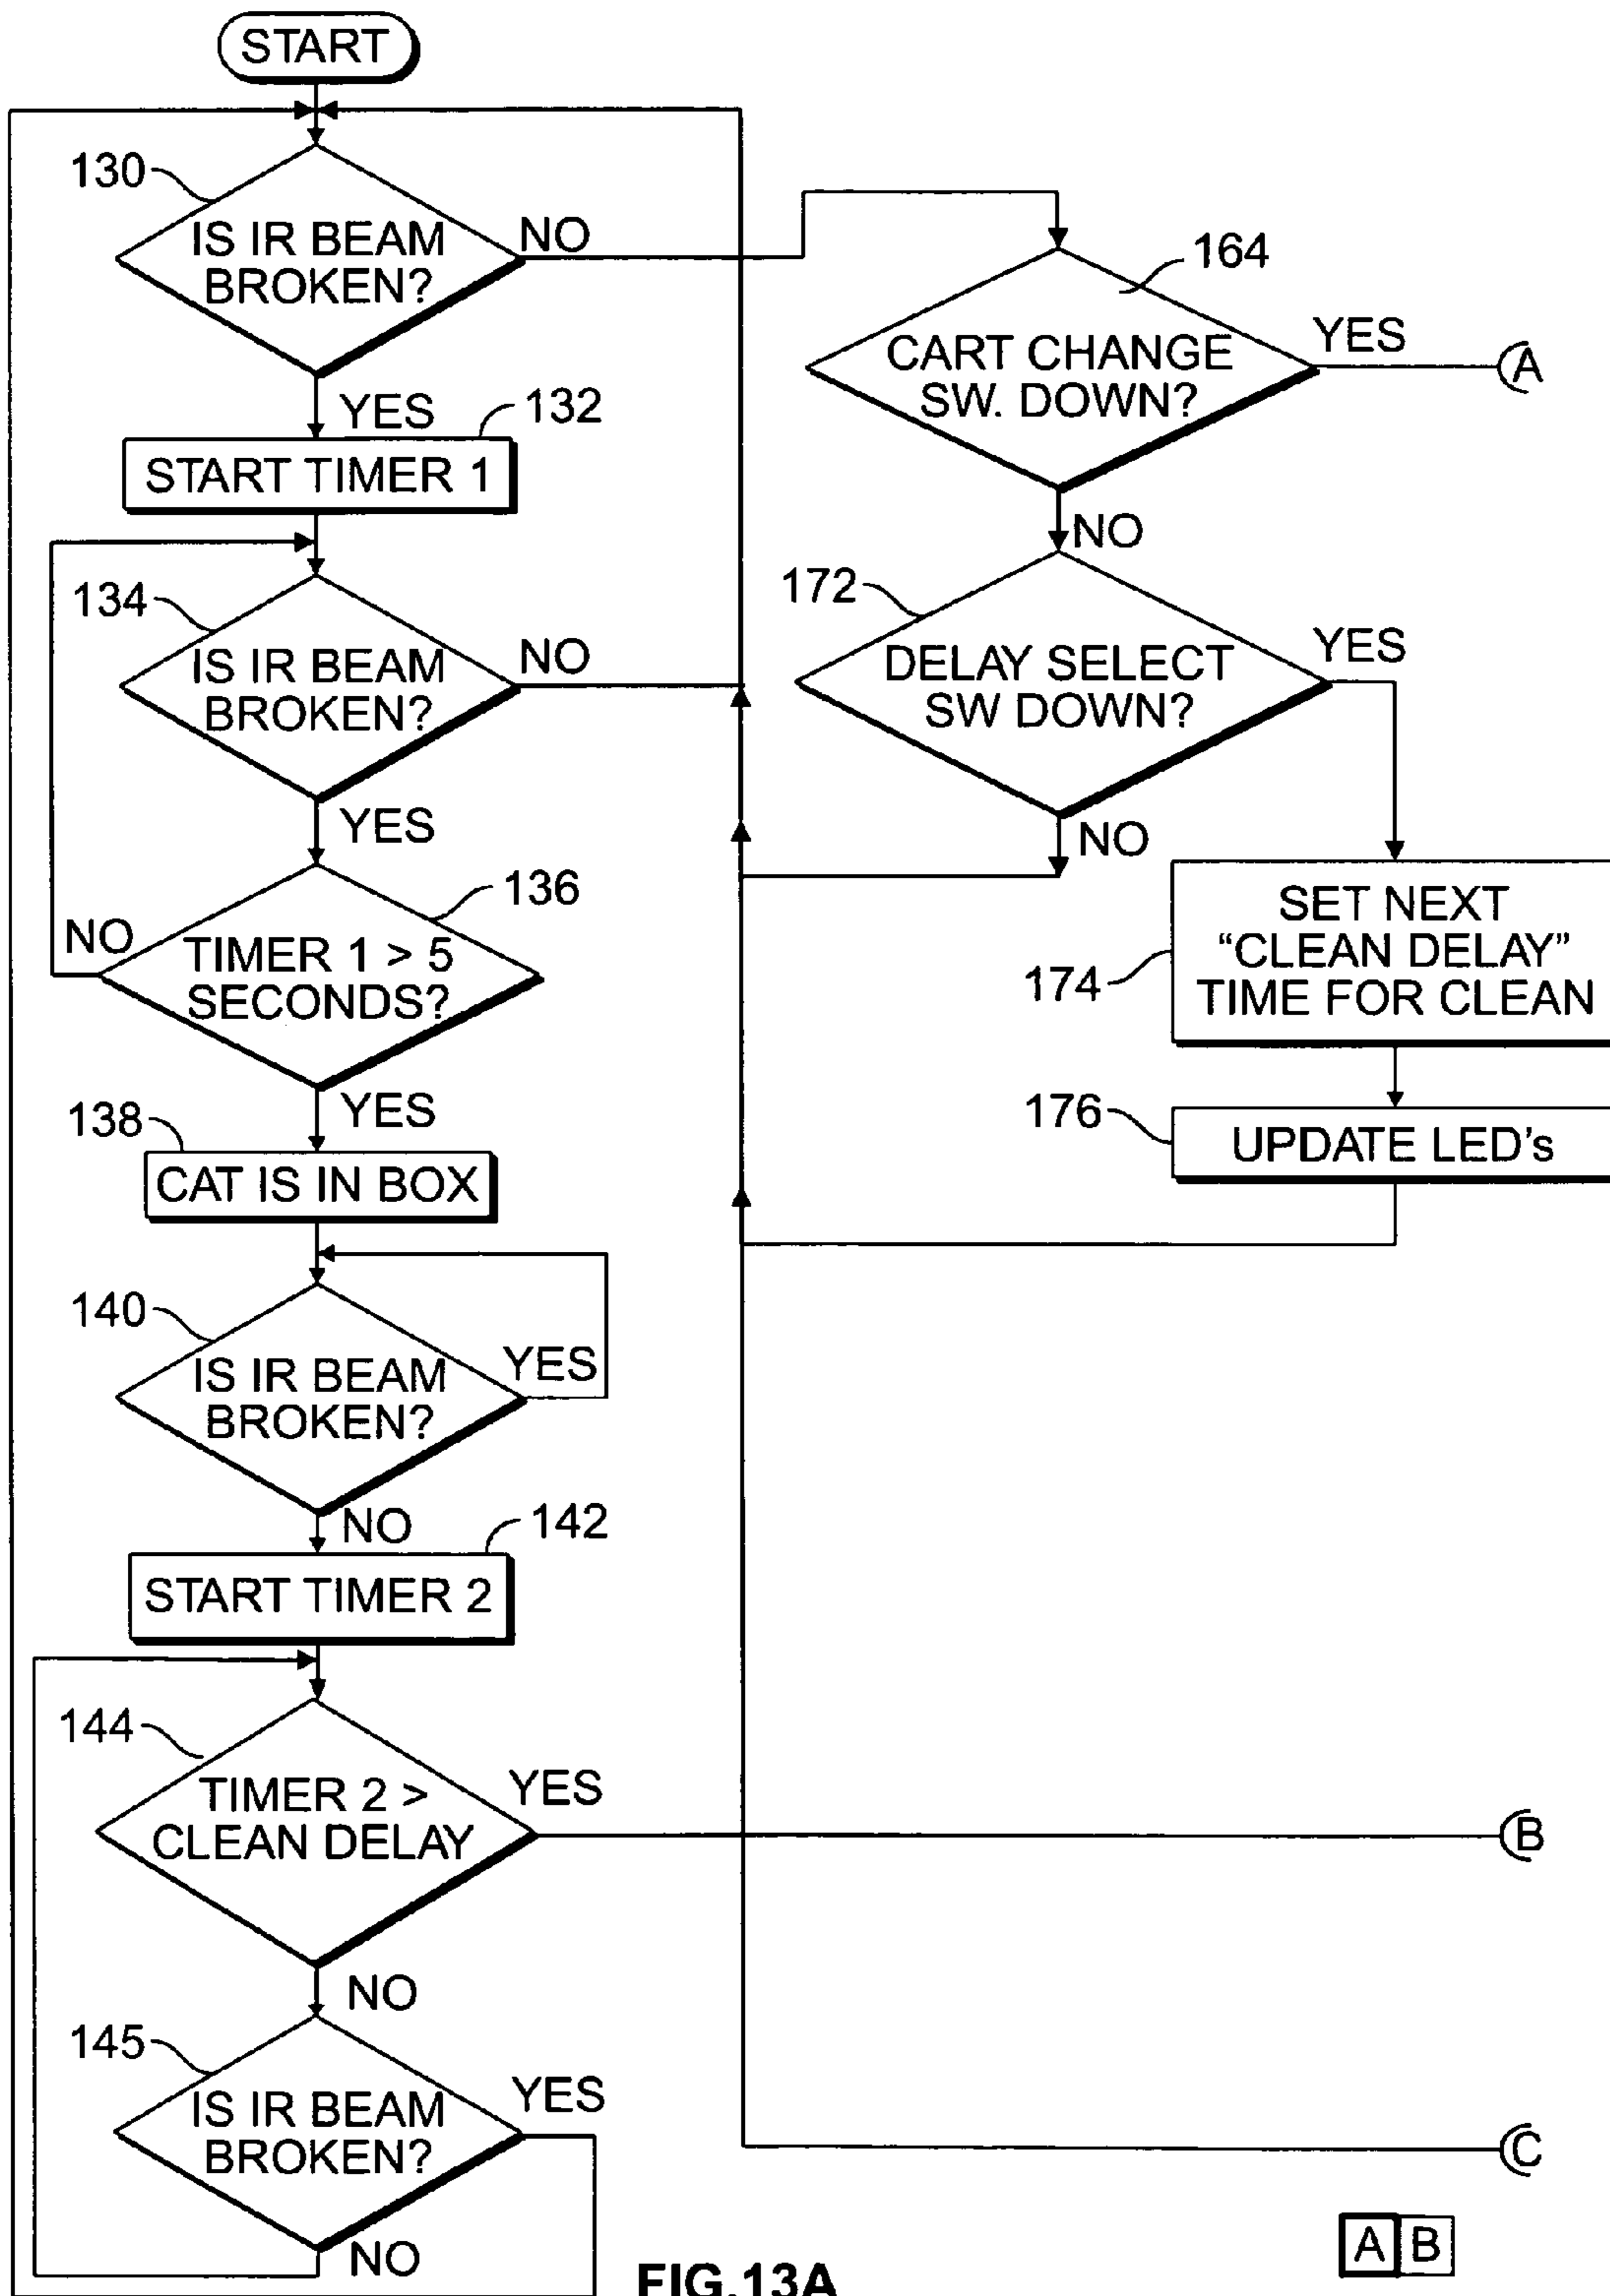 START
130
IS IR BEAM
BROKEN?
NO
YES
132
START TIMER 1
134
IS IR BEAM
BROKEN?
NO
YES
136
NO
TIMER 1 > 5
SECONDS?
YES
138
CAT IS IN BOX
140
IS IR BEAM
BROKEN?
YES
NO
142
START TIMER 2
144
TIMER 2 >
CLEAN DELAY
YES
NO
145
IS IR BEAM
BROKEN?
YES
NO
164
CART CHANGE
SW. DOWN?
YES
A
NO
172
DELAY SELECT
SW DOWN?
YES
NO
174
SET NEXT
“CLEAN DELAY”
TIME FOR CLEAN
176
UPDATE LED's
B
C
A B
FIG.13A